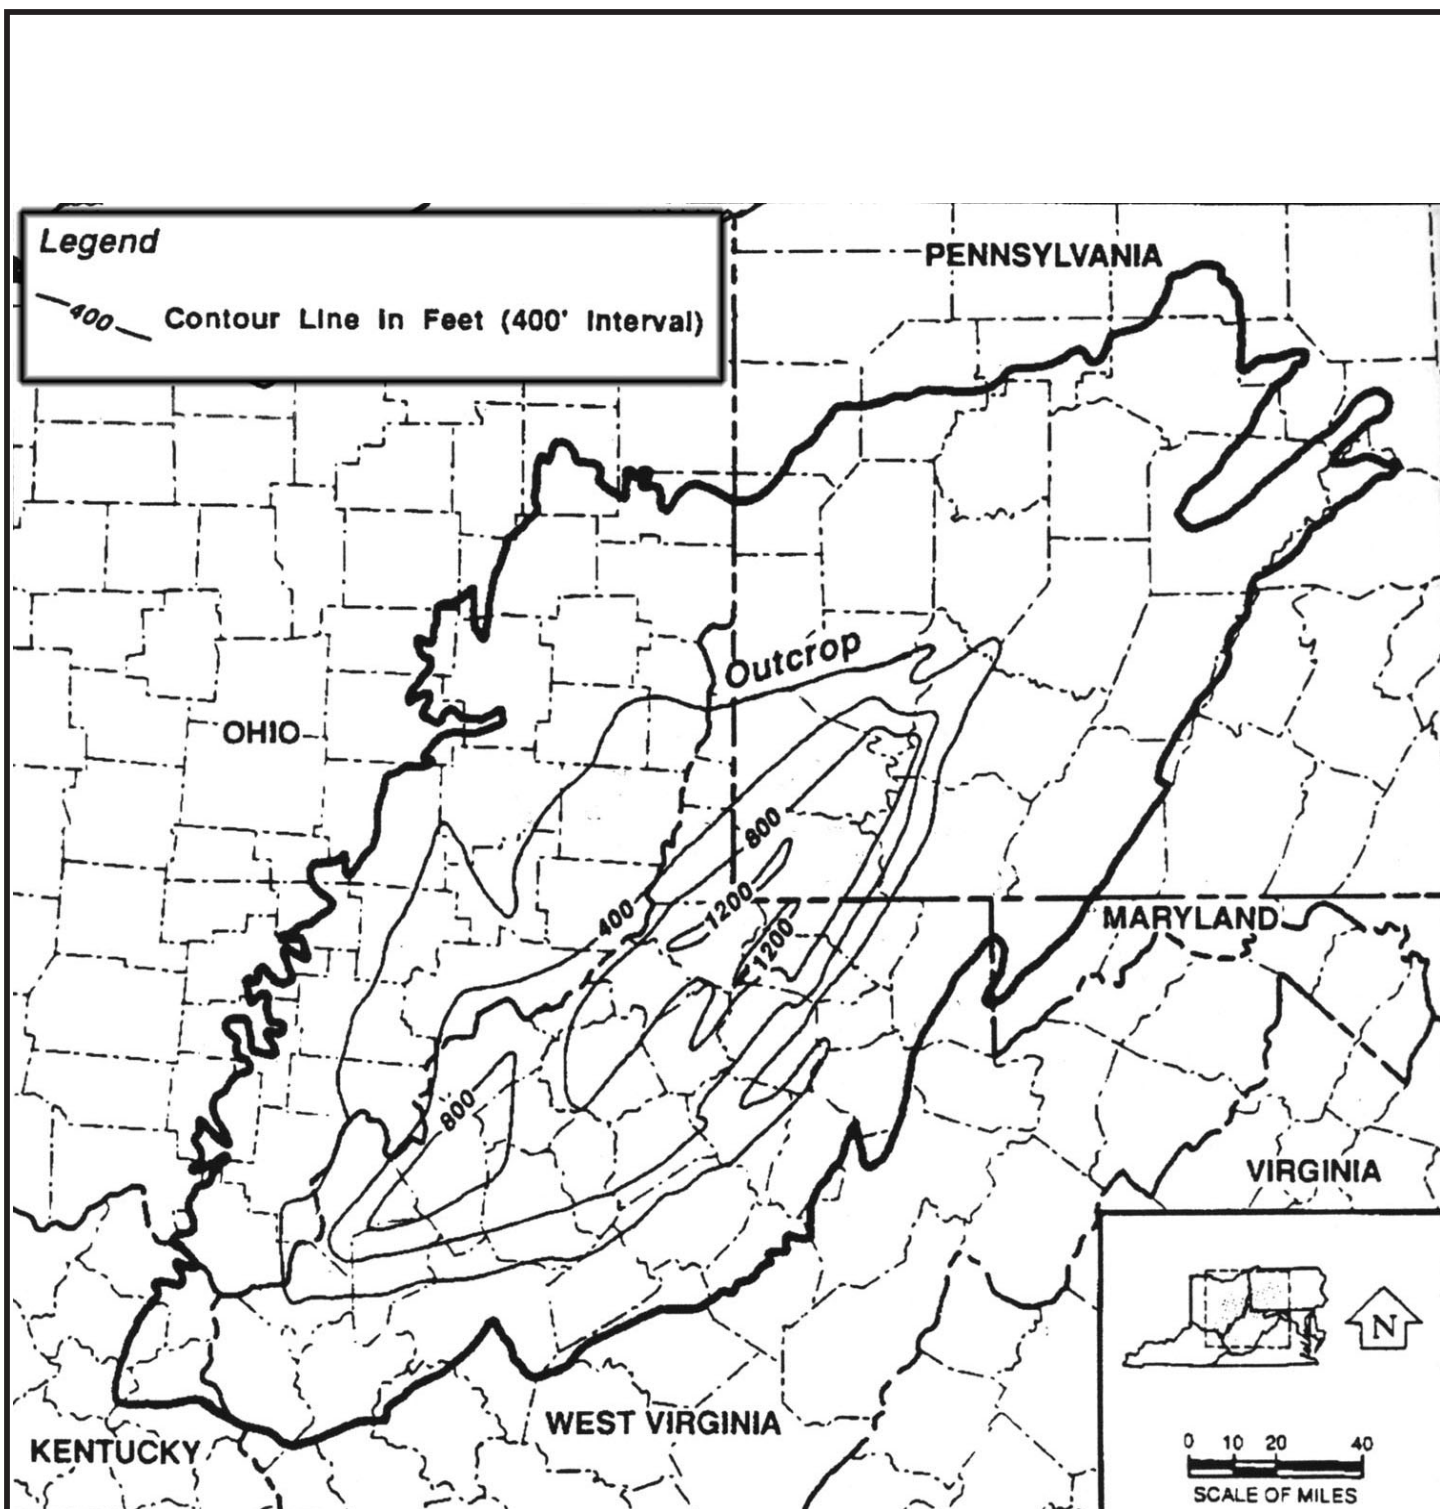 Legend
400 Contour Line in Feet (400' Interval)
PENNSYLVANIA
Outcrop
OHIO
800
400
1200
1200
MARYLAND
800
VIRGINIA
N
WEST VIRGINIA
KENTUCKY
0 10 20 40
SCALE OF MILES